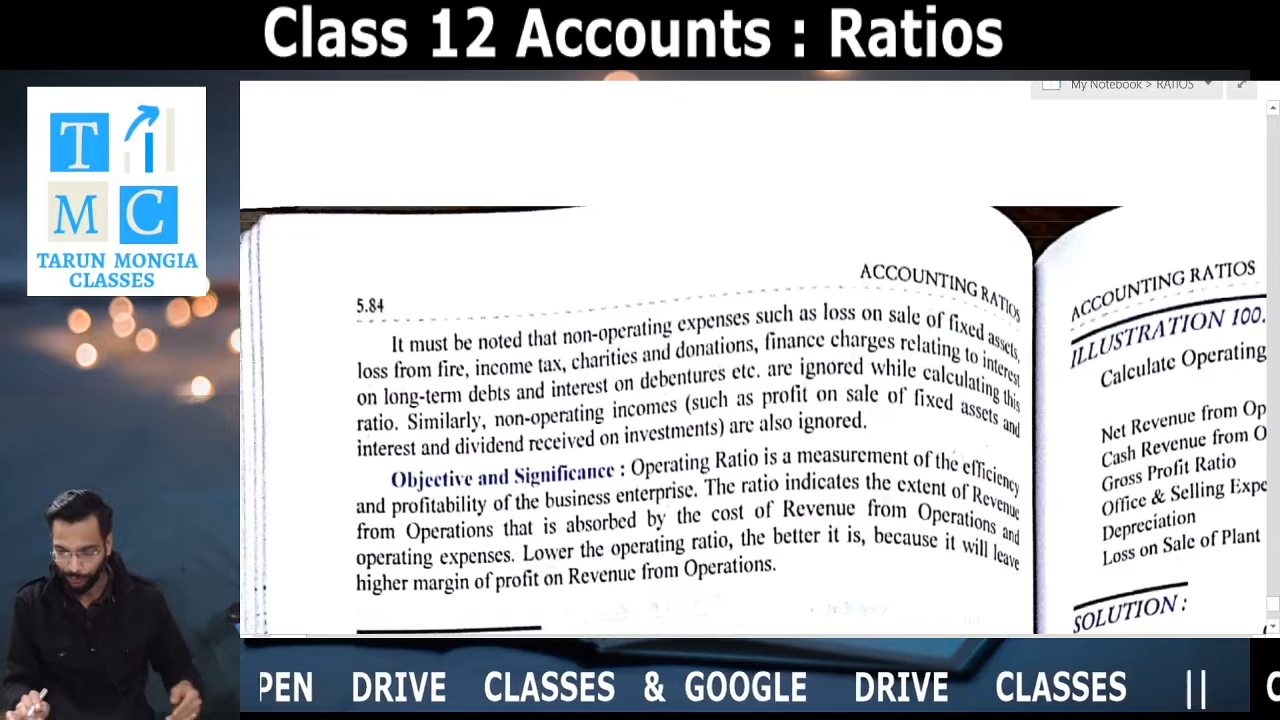 Class 12 Accounts : Ratios
My Notebook > RATIOS
T
M C
TARUN MONGIA
CLASSES
5.84
ACCOUNTING RATIOS
It must be noted that non-operating expenses such as loss on sale of fixed assets,
loss from fire, income tax, charities and donations, finance charges relating to interest
on long-term debts and interest on debentures etc. are ignored while calculating this
ratio. Similarly, non-operating incomes (such as profit on sale of fixed assets and
interest and dividend received on investments) are also ignored.
Objective and Significance : Operating Ratio is a measurement of the efficiency
and profitability of the business enterprise. The ratio indicates the extent of Revenue
from Operations that is absorbed by the cost of Revenue from Operations and
operating expenses. Lower the operating ratio, the better it is, because it will leave
higher margin of profit on Revenue from Operations.
ACCOUNTING RATIOS
ILLUSTRATION 100.
Calculate Operating
Net Revenue from Op
Cash Revenue from O
Gross Profit Ratio
Office & Selling Expe
Depreciation
Loss on Sale of Plant
SOLUTION :
PEN DRIVE CLASSES & GOOGLE DRIVE CLASSES || C